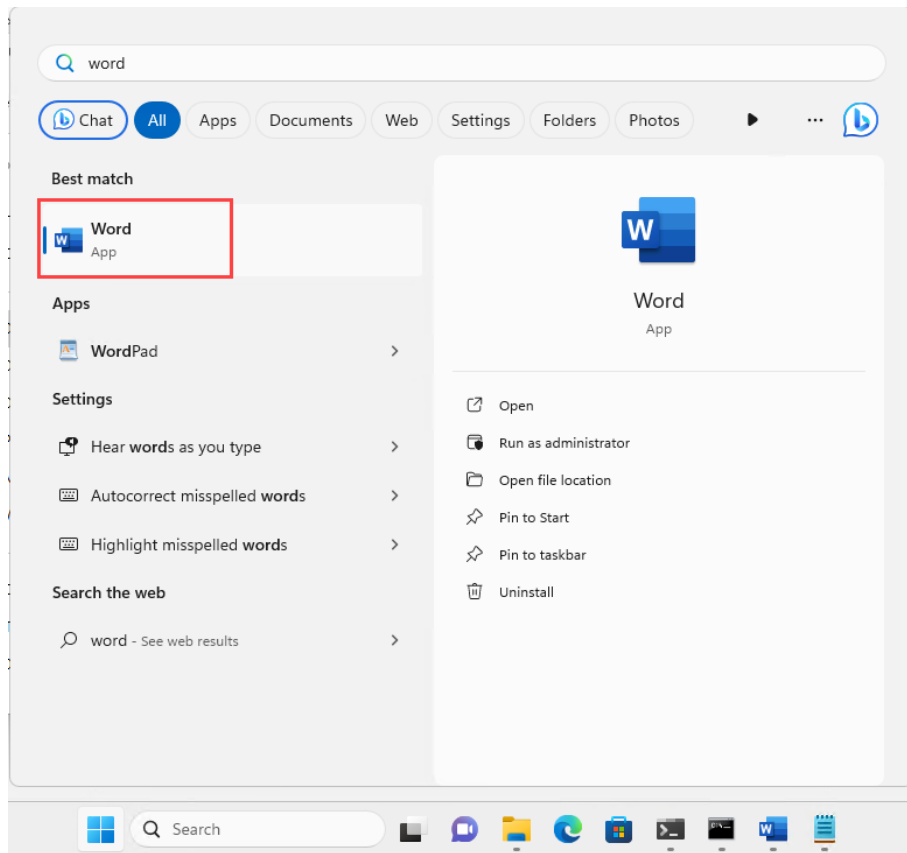 word
Chat All Apps Documents Web Settings Folders Photos ...
Best match
Word
App
Apps
WordPad
Settings
Hear words as you type
Autocorrect misspelled words
Highlight misspelled words
Search the web
word - See web results
W
Word
App
Open
Run as administrator
Open file location
Pin to Start
Pin to taskbar
Uninstall
Search